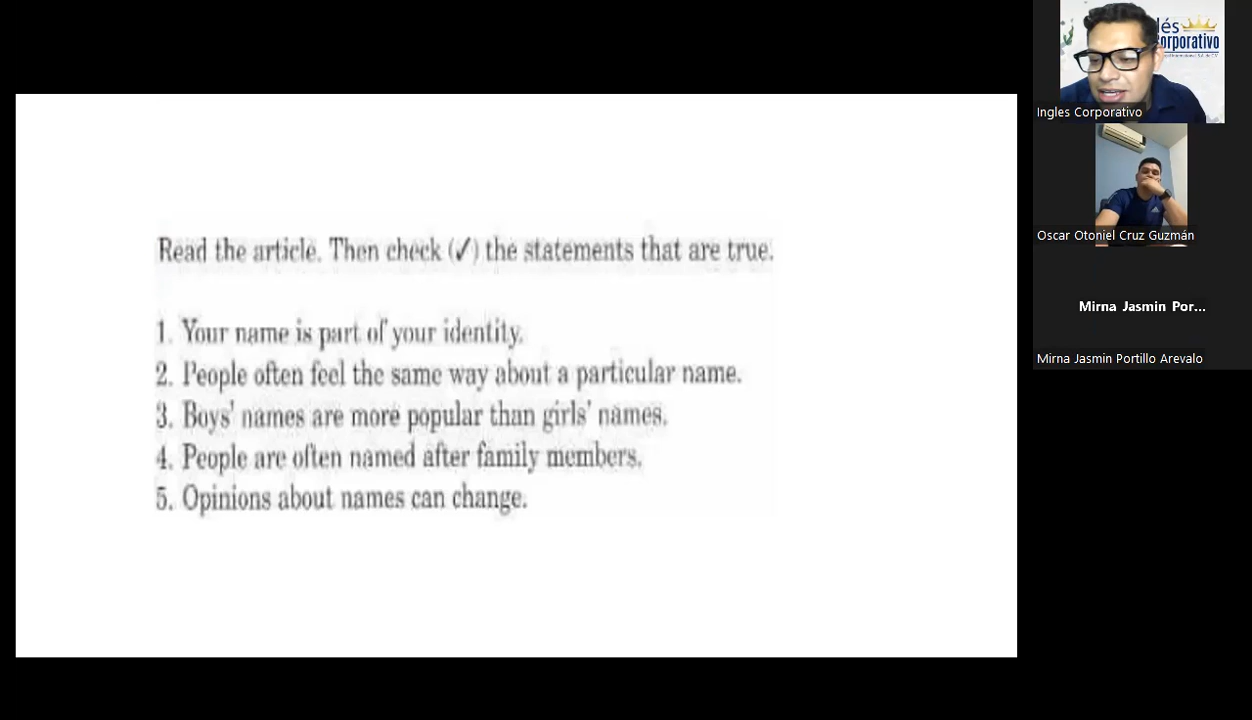 Read the article. Then check (✓) the statements that are true.
1. Your name is part of your identity.
2. People often feel the same way about a particular name.
3. Boys' names are more popular than girls' names.
4. People are often named after family members.
5. Opinions about names can change.
lés
orporativo
Ingles Corporativo
Oscar Otoniel Cruz Guzmán
Mirna Jasmin Por...
Mirna Jasmin Portillo Arevalo